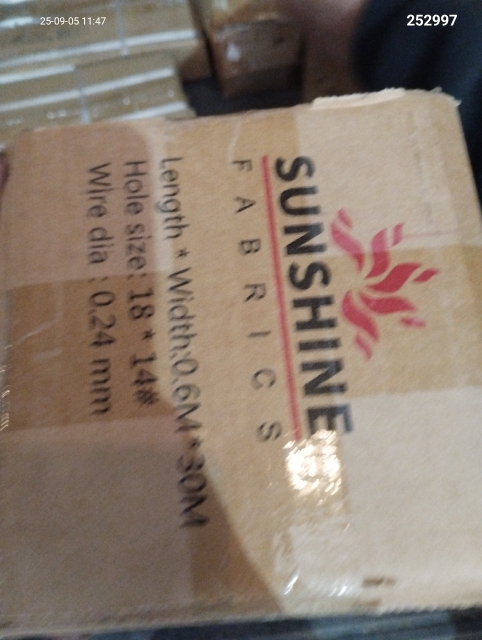 25-09-05 11:47
252997
SUNSHINE
FABRICS
Length * Width:0.6M*30M
Hole size: 18 * 14#
Wire dia : 0.24 mm